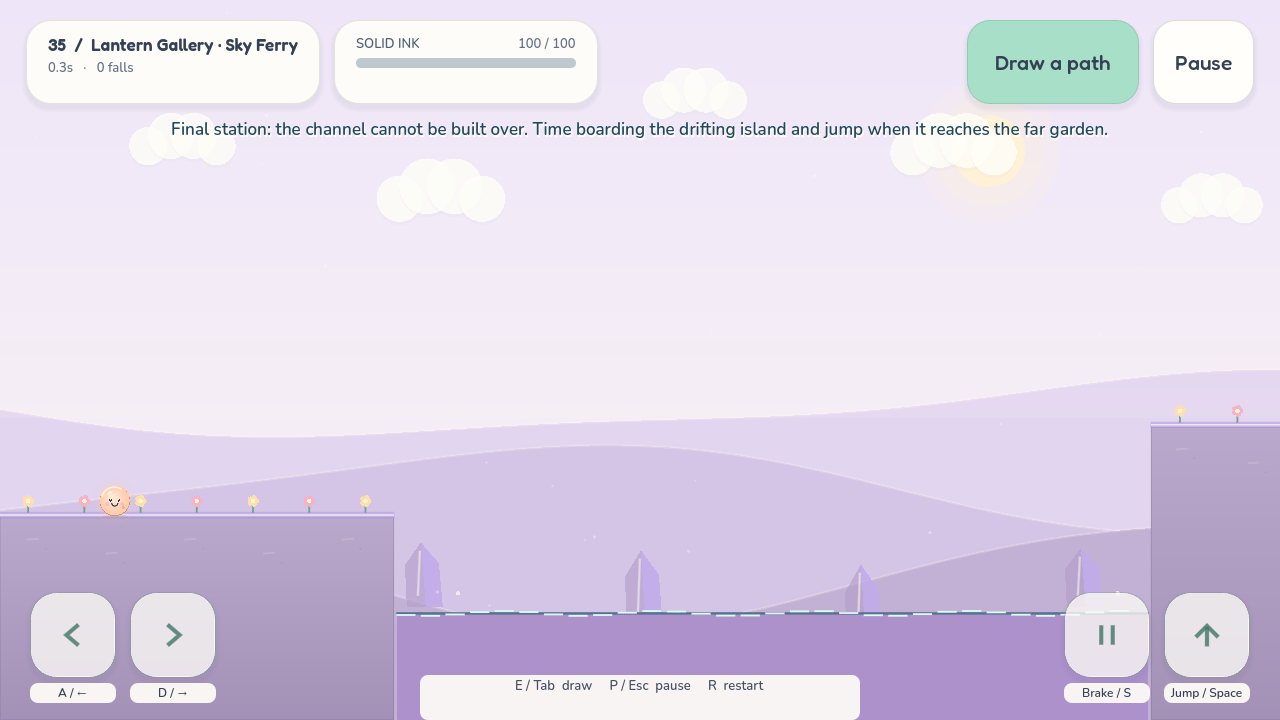 35 / Lantern Gallery · Sky Ferry
0.3s · 0 falls
SOLID INK 100 / 100
Draw a path
Pause
Final station: the channel cannot be built over. Time boarding the drifting island and jump when it reaches the far garden.
A / ←
D / →
E / Tab draw P / Esc pause R restart
Brake / S
Jump / Space